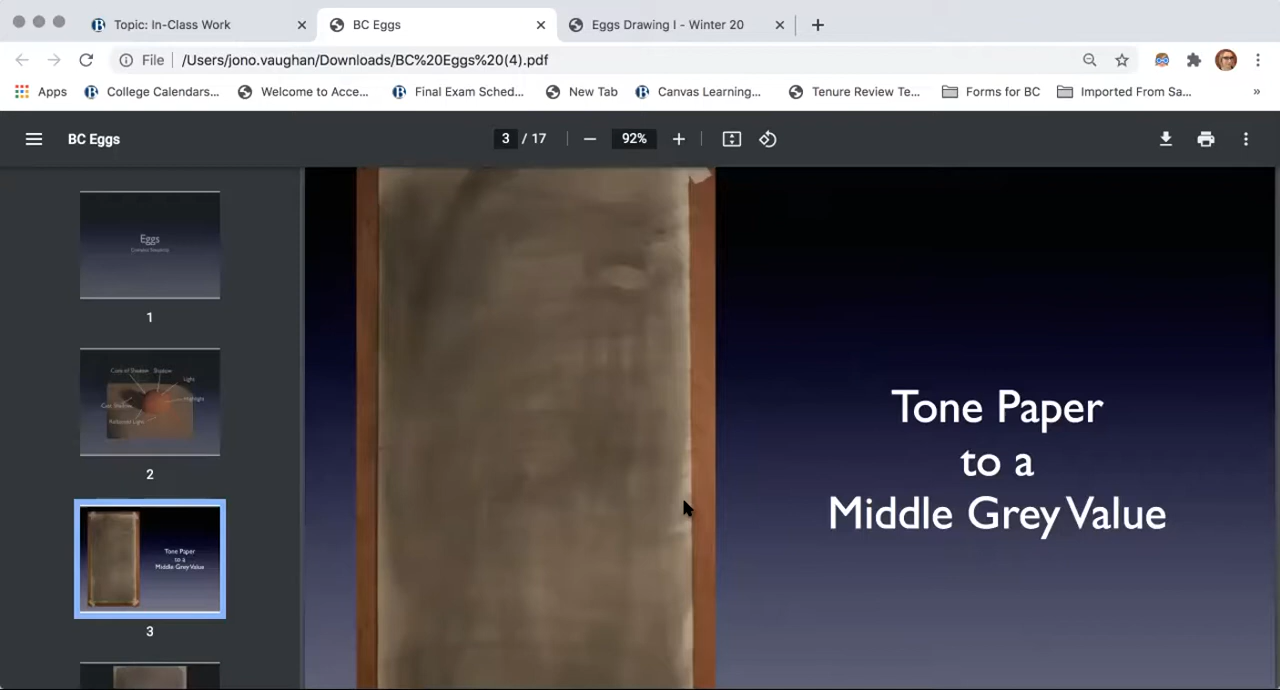 Topic: In-Class Work
BC Eggs
Eggs Drawing I - Winter 20
File
/Users/jono.vaughan/Downloads/BC%20Eggs%20(4).pdf
Apps
College Calendars...
Welcome to Acce...
Final Exam Sched...
New Tab
Canvas Learning...
Tenure Review Te...
Forms for BC
Imported From Sa...
»
BC Eggs
3 / 17
92%
Eggs
1
Core of Shadow
Shadow
Light
Highlight
Cast Shadow
Reflected Light
2
Tone Paper
to a
Middle Grey Value
3
Tone Paper
to a
Middle Grey Value